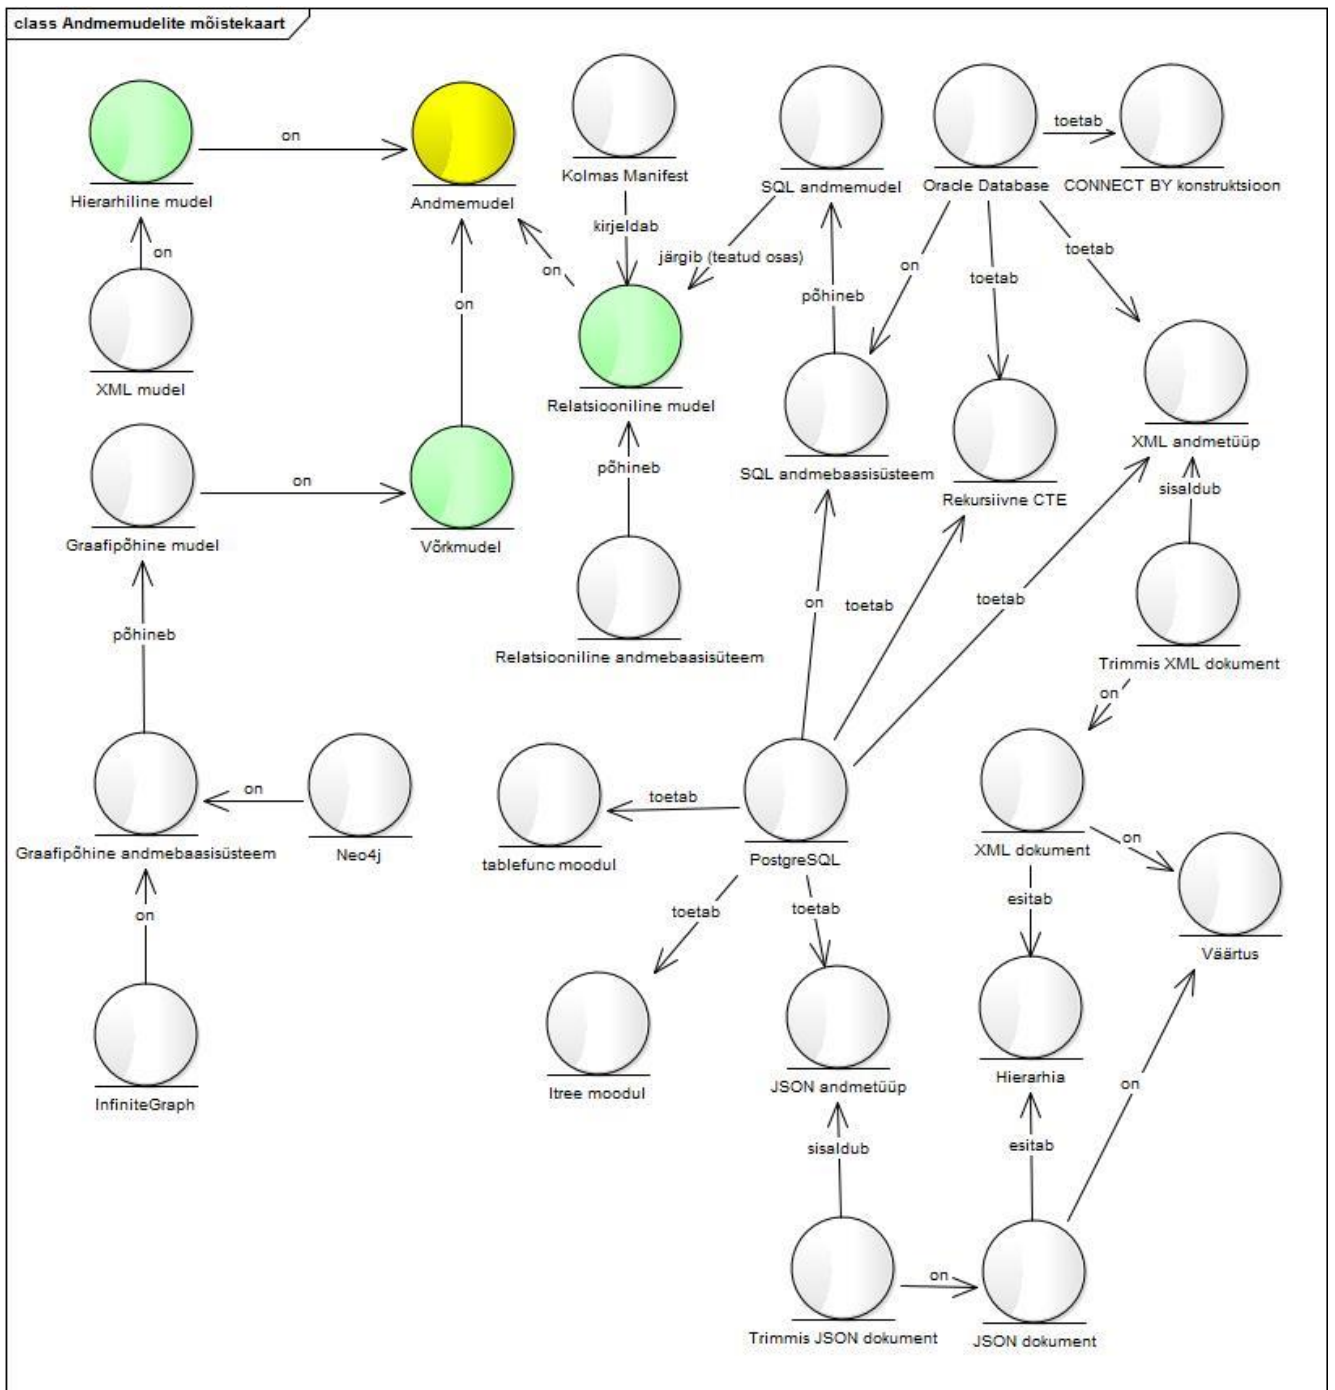 class Andmemudelite mõistekaart
Hierarhiline mudel
on
Andmemudel
Kolmas Manifest
SQL andmemudel
Oracle Database
toetab
CONNECT BY konstruktsioon
on
XML mudel
on
on
kirjeldab
järgib (teatud osas)
põhineb
on
toetab
toetab
Relatsiooniline mudel
SQL andmebaasisüsteem
Rekursiivne CTE
XML andmetüüp
Graafipõhine mudel
on
Võrkmudel
põhineb
sisaldub
Relatsiooniline andmebaasisüteem
Trimmis XML dokument
põhineb
on
toetab
toetab
on
Graafipõhine andmebaasisüsteem
on
Neo4j
tablefunc moodul
toetab
PostgreSQL
XML dokument
on
Väärtus
on
InfiniteGraph
toetab
toetab
esitab
ltree moodul
JSON andmetüüp
Hierarhia
on
sisaldub
esitab
Trimmis JSON dokument
on
JSON dokument